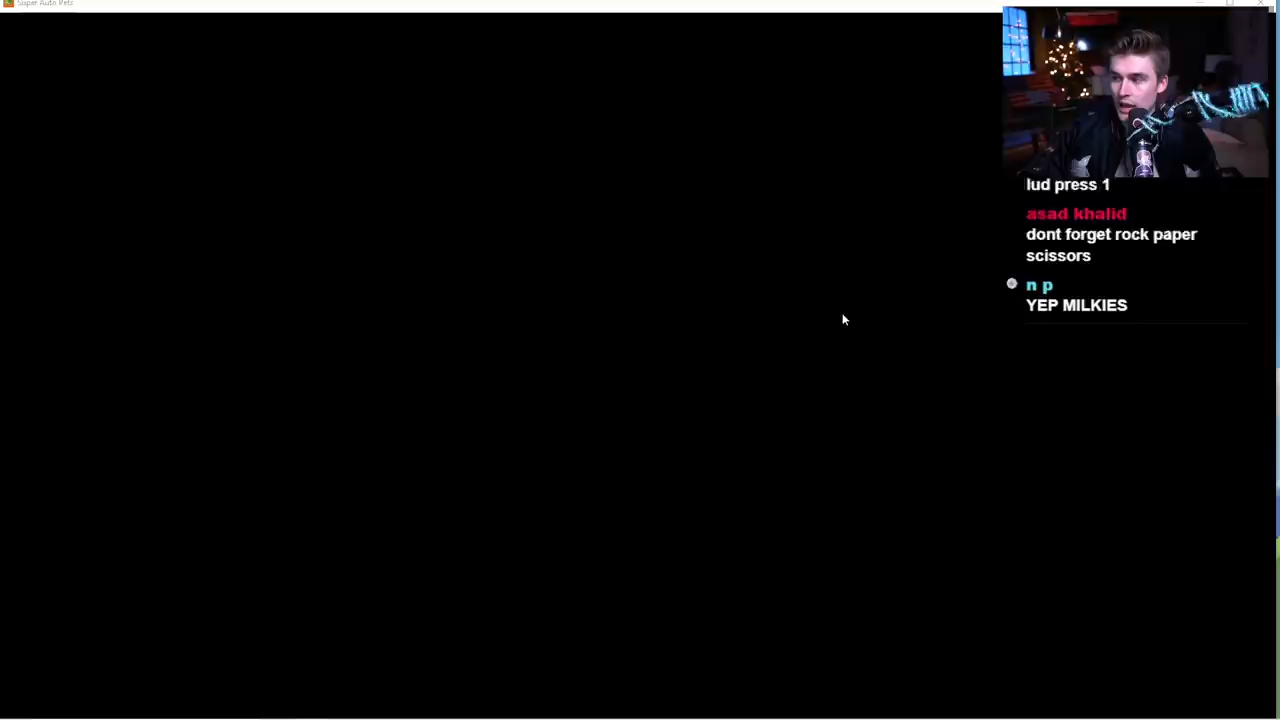 Super Auto Pets
lud press 1
asad khalid
dont forget rock paper
scissors
n p
YEP MILKIES